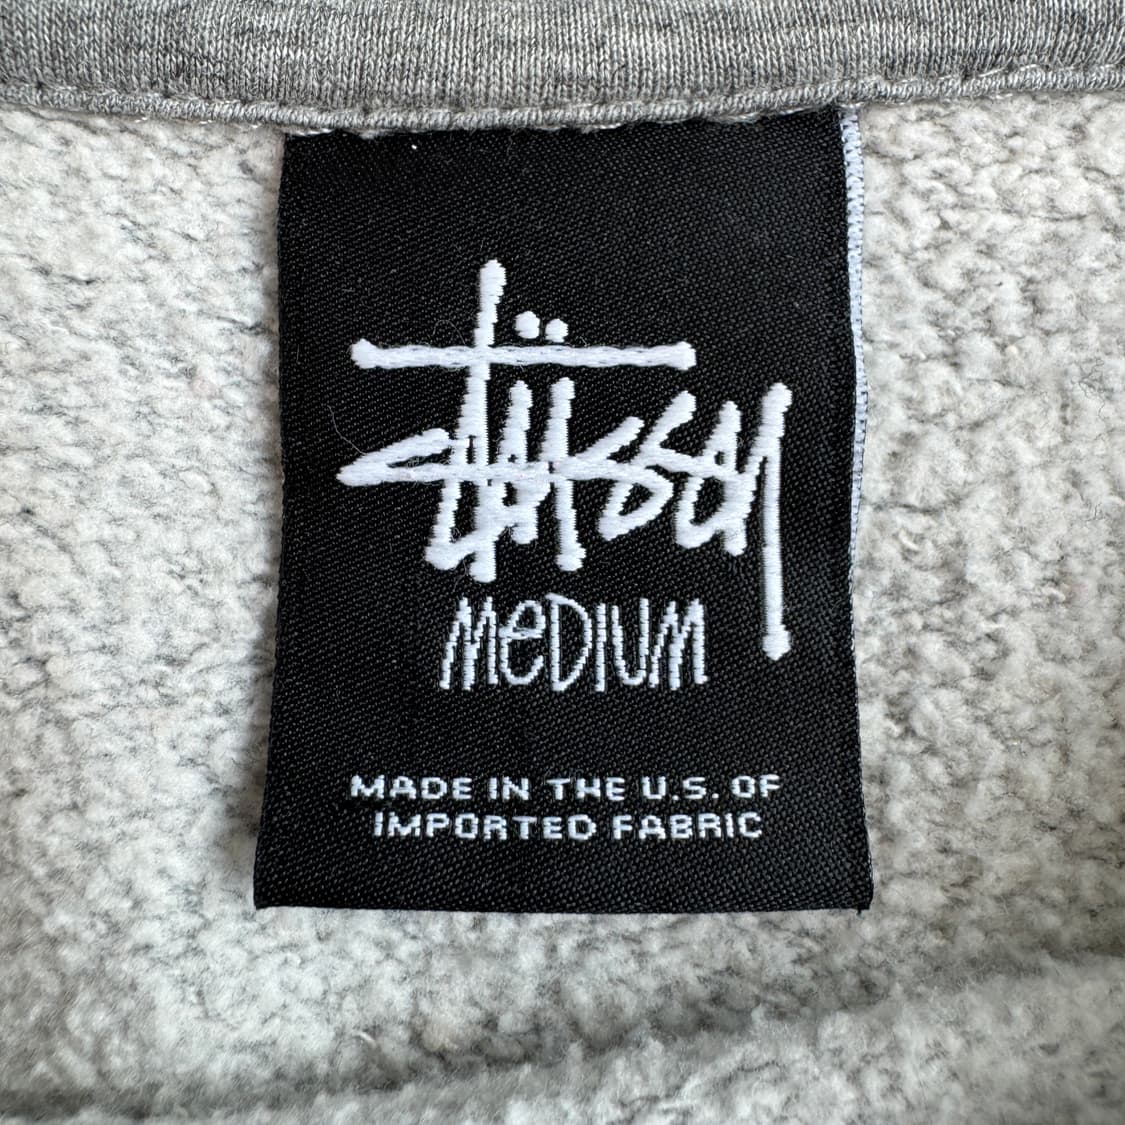 Stüssy
MeDIUM
MADE IN THE U.S. OF
IMPORTED FABRIC